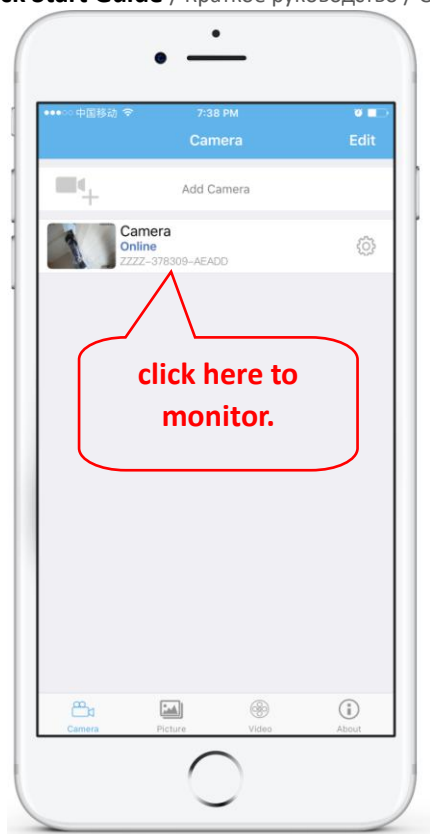 ck Start Guide / Краткое руководство /
中国移动 7:38 PM
Camera Edit
Add Camera
Camera
Online
ZZZZ-378309-AEADD
click here to
monitor.
Camera Picture Video About